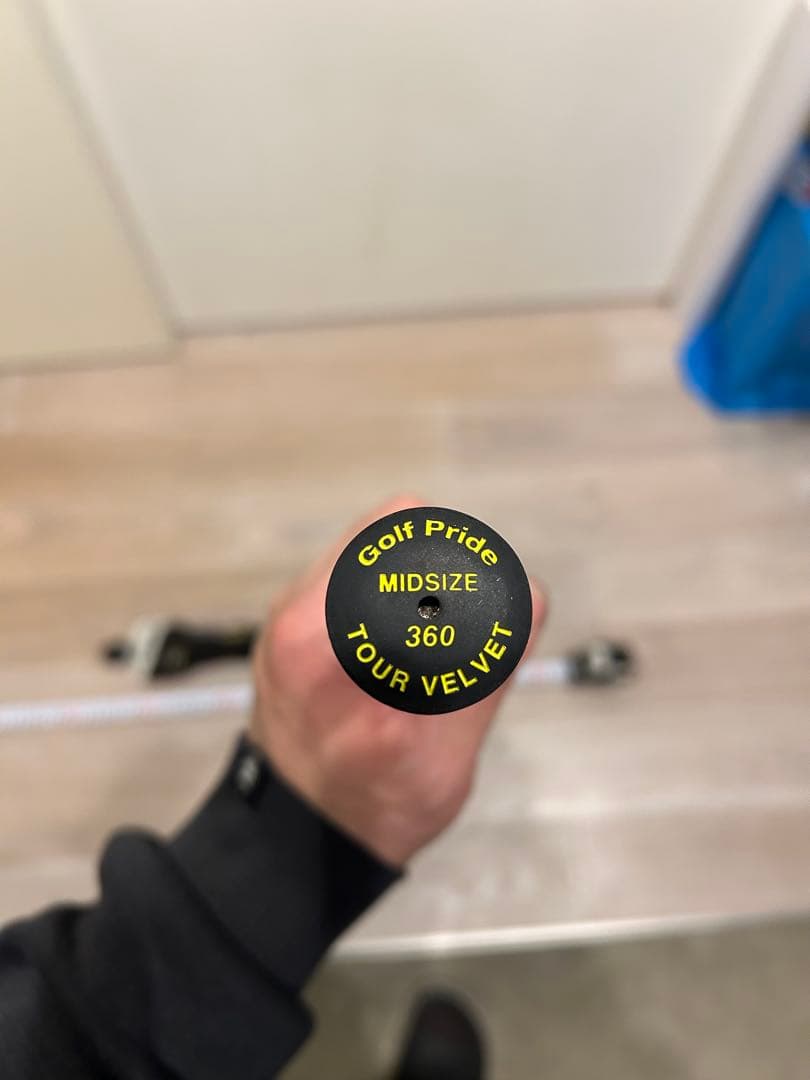 Golf Pride
MIDSIZE
360
TOUR VELVET